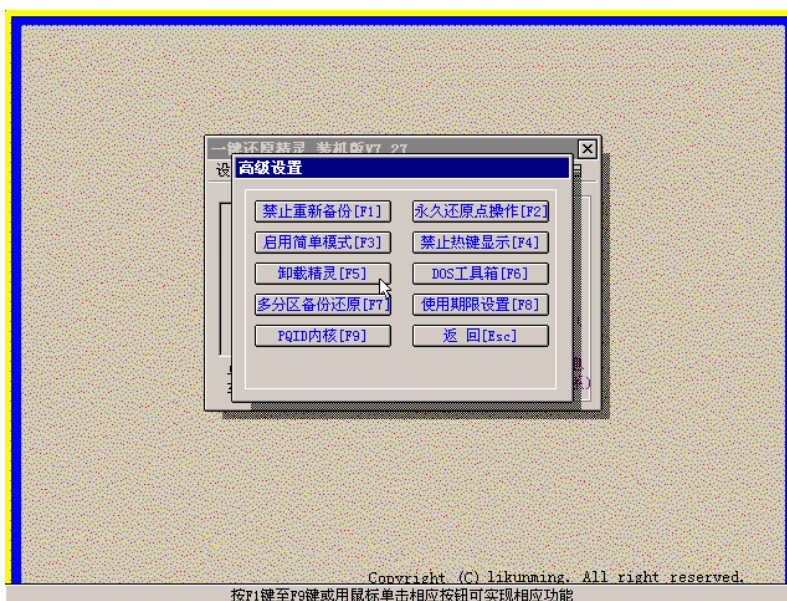 一键还原精灵 装机版V7.27
设
高级设置
禁止重新备份[F1]
永久还原点操作[F2]
启用简单模式[F3]
禁止热键显示[F4]
卸载精灵[F5]
DOS工具箱[F6]
多分区备份还原[F7]
使用期限设置[F8]
PQID内核[F9]
返 回[Esc]
Copyright (C) likunming. All right reserved.
按F1键至F9键或用鼠标单击相应按钮可实现相应功能